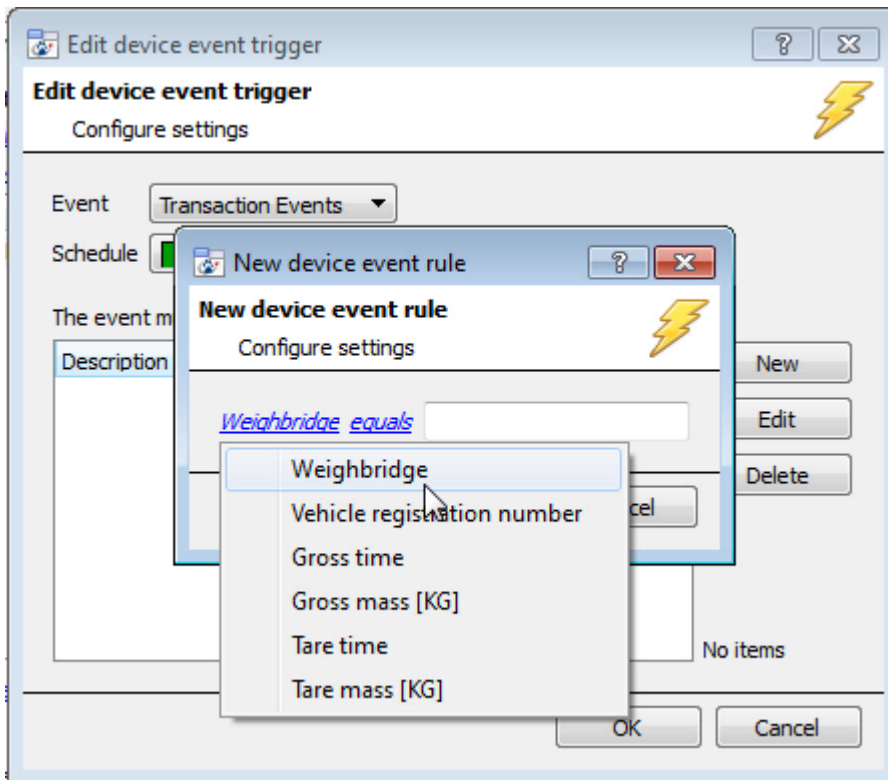 Edit device event trigger
Edit device event trigger
Configure settings
Event Transaction Events
Schedule
New device event rule
New device event rule
Configure settings
The event m
Description
New
Edit
Delete
Weighbridge equals
Weighbridge
Vehicle registration number
Gross time
Gross mass [KG]
Tare time
Tare mass [KG]
cel
No items
OK Cancel